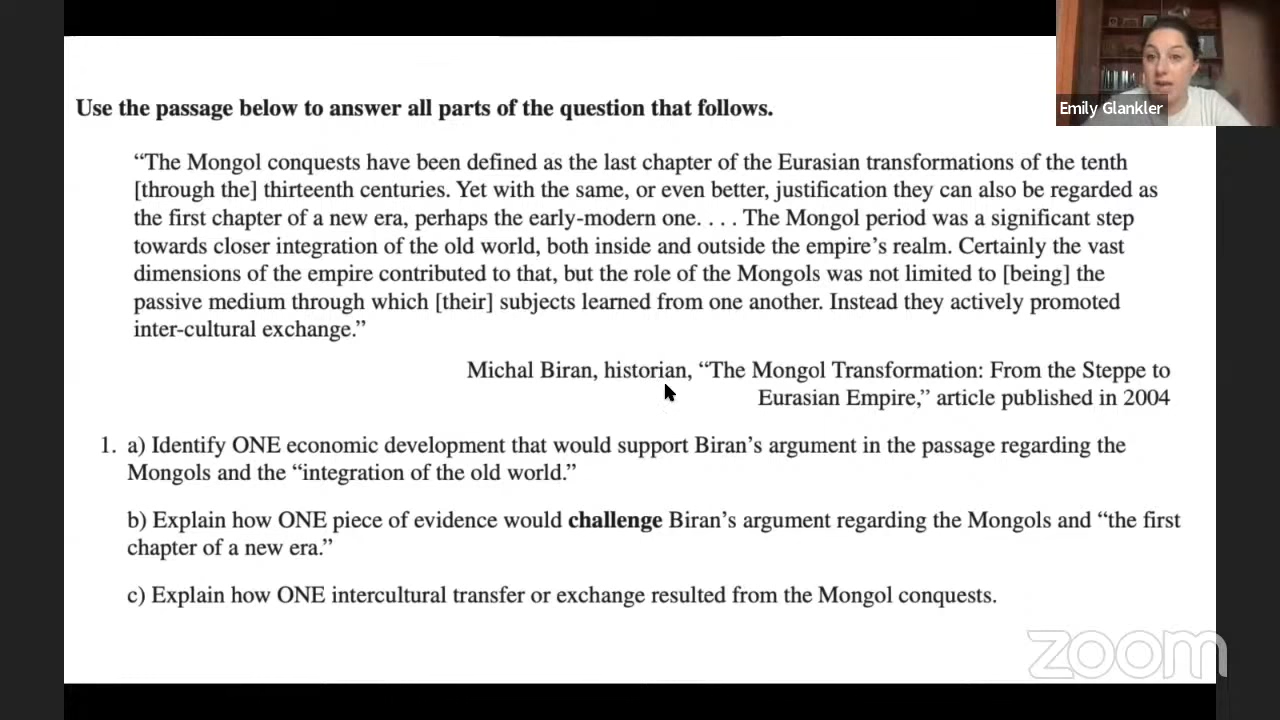 Emily Glankler
Use the passage below to answer all parts of the question that follows.
“The Mongol conquests have been defined as the last chapter of the Eurasian transformations of the tenth
[through the] thirteenth centuries. Yet with the same, or even better, justification they can also be regarded as
the first chapter of a new era, perhaps the early-modern one. . . . The Mongol period was a significant step
towards closer integration of the old world, both inside and outside the empire’s realm. Certainly the vast
dimensions of the empire contributed to that, but the role of the Mongols was not limited to [being] the
passive medium through which [their] subjects learned from one another. Instead they actively promoted
inter-cultural exchange.”
Michal Biran, historian, “The Mongol Transformation: From the Steppe to
Eurasian Empire,” article published in 2004
1. a) Identify ONE economic development that would support Biran’s argument in the passage regarding the
Mongols and the “integration of the old world.”
b) Explain how ONE piece of evidence would challenge Biran’s argument regarding the Mongols and “the first
chapter of a new era.”
c) Explain how ONE intercultural transfer or exchange resulted from the Mongol conquests.
zoom